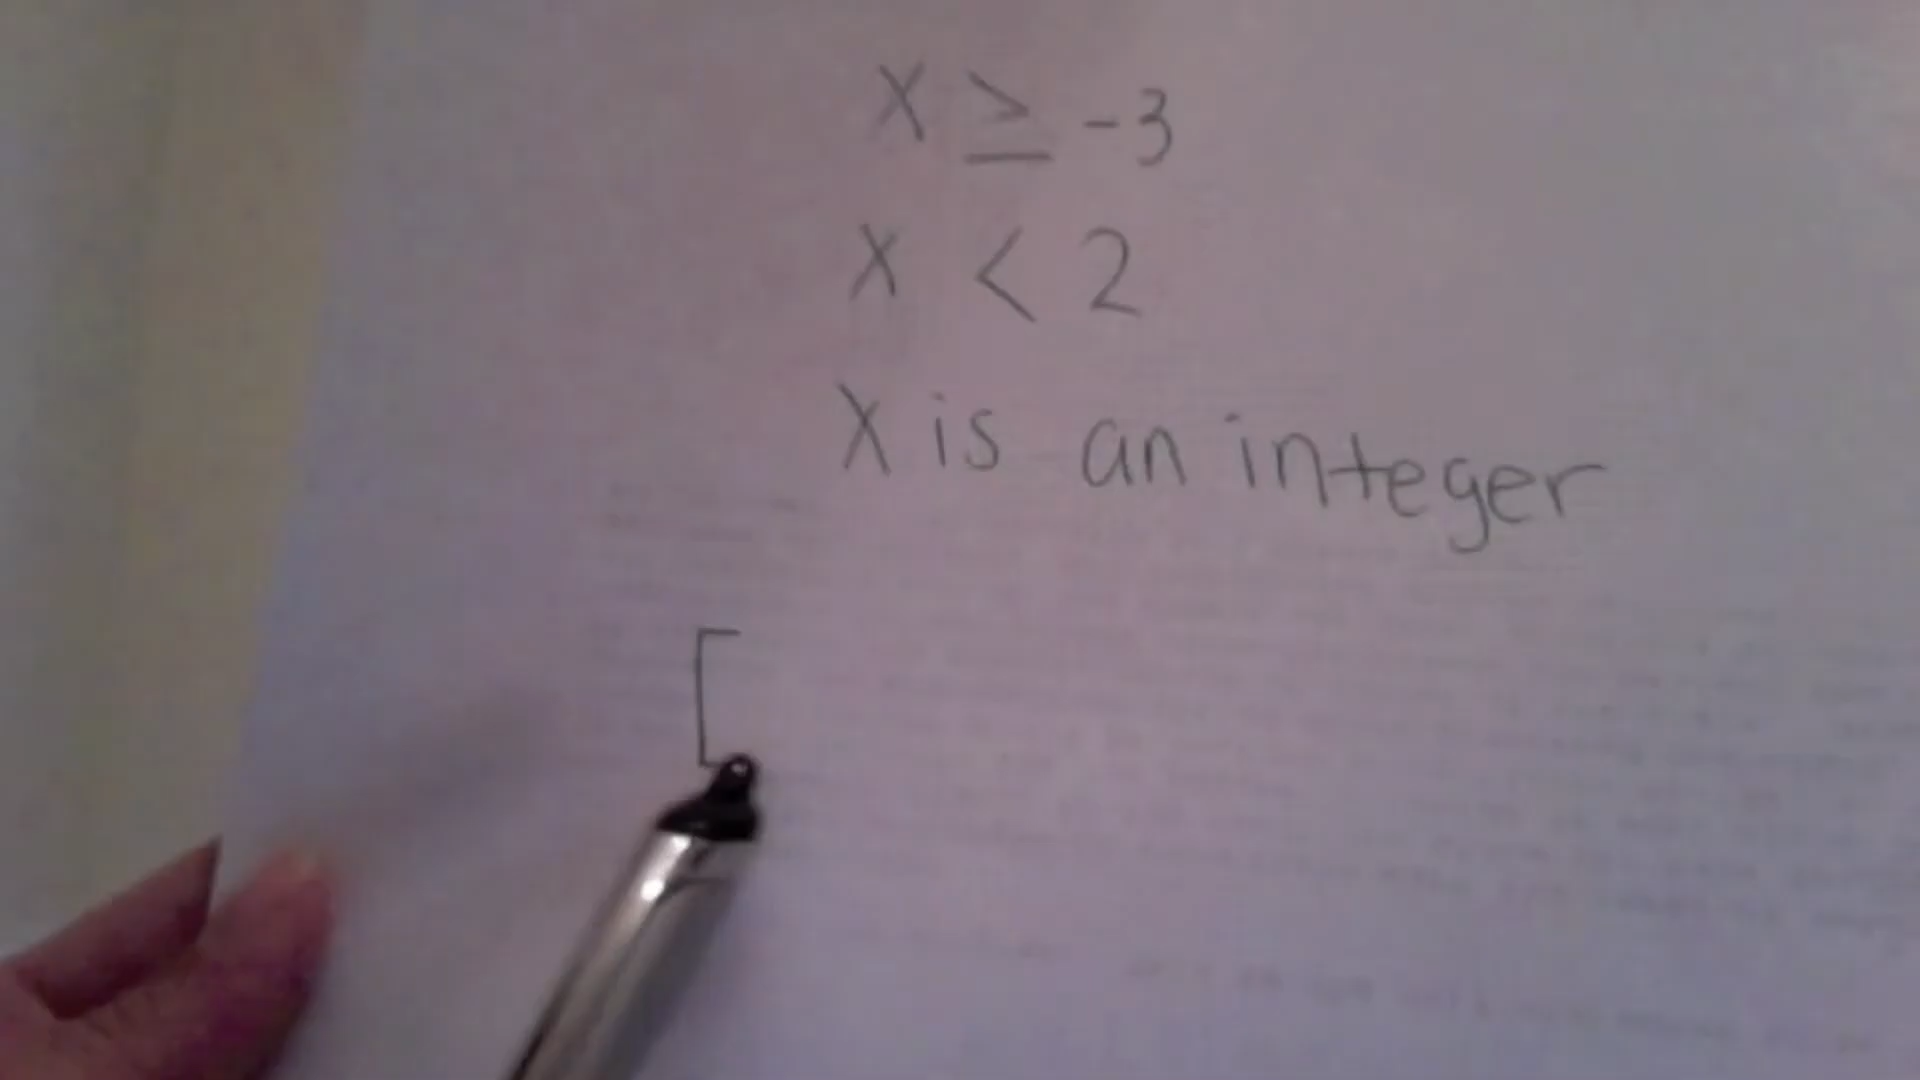 X ≥ -3
X < 2
X is an integer
[